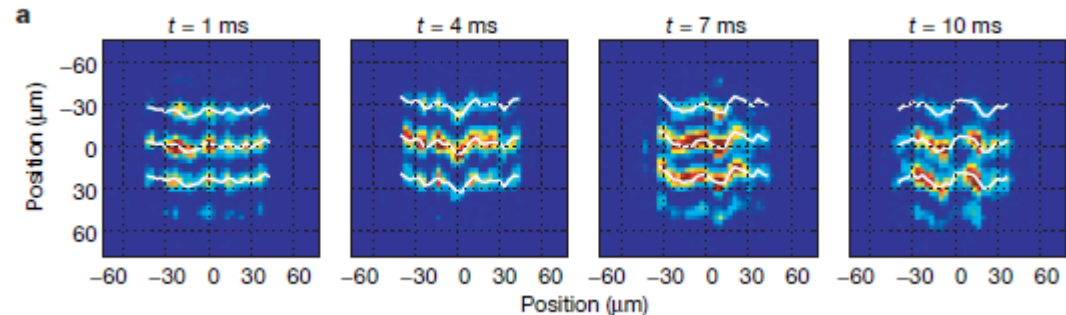 a
t = 1 ms t = 4 ms t = 7 ms t = 10 ms
Position (μm)
−60
−30
0
30
60
−60 −30 0 30 60 −60 −30 0 30 60 −60 −30 0 30 60 −60 −30 0 30 60
Position (μm)